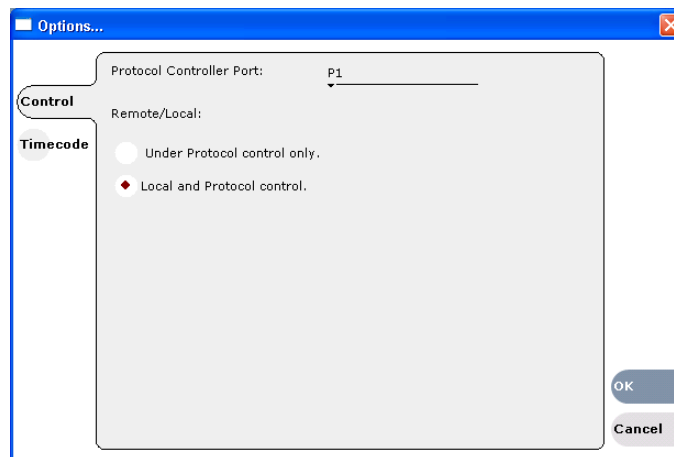 Options...
Control
Timecode
Protocol Controller Port: P1
Remote/Local:
Under Protocol control only.
Local and Protocol control.
OK
Cancel